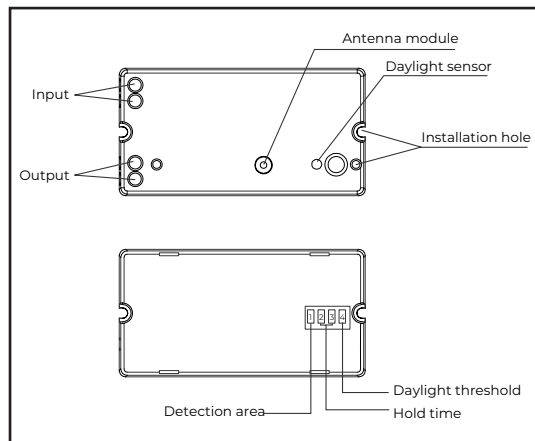 Antenna module
Daylight sensor
Input
Installation hole
Output
1 2 3 4
Daylight threshold
Detection area
Hold time